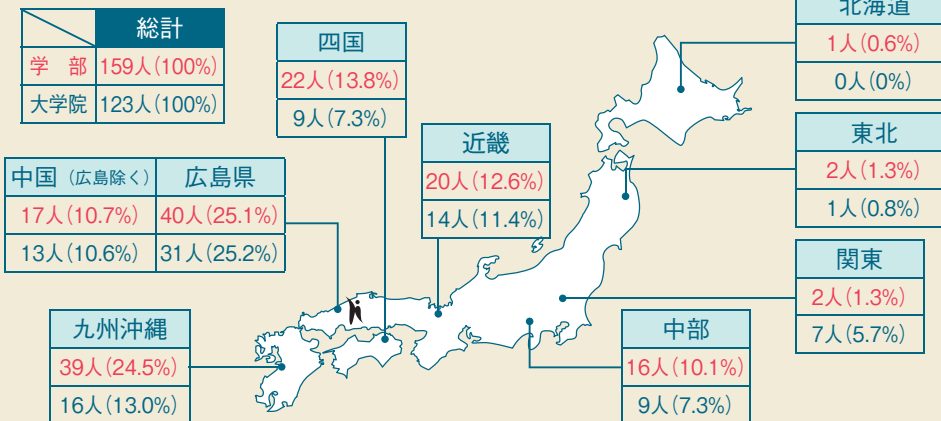 総計
学　部 159人(100%)
大学院 123人(100%)
四国
22人(13.8%)
9人(7.3%)
北海道
1人(0.6%)
0人(0%)
近畿
20人(12.6%)
14人(11.4%)
東北
2人(1.3%)
1人(0.8%)
中国（広島除く） 広島県
17人(10.7%) 40人(25.1%)
13人(10.6%) 31人(25.2%)
関東
2人(1.3%)
7人(5.7%)
九州沖縄
39人(24.5%)
16人(13.0%)
中部
16人(10.1%)
9人(7.3%)